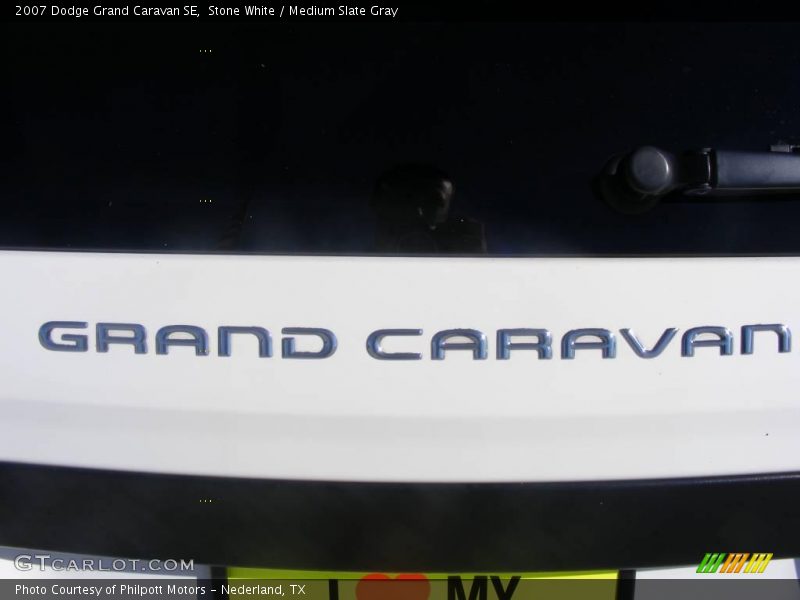 2007 Dodge Grand Caravan SE, Stone White / Medium Slate Gray
GRAND CARAVAN
GTCARLOT.COM
Photo Courtesy of Philpott Motors - Nederland, TX
I ❤ MY